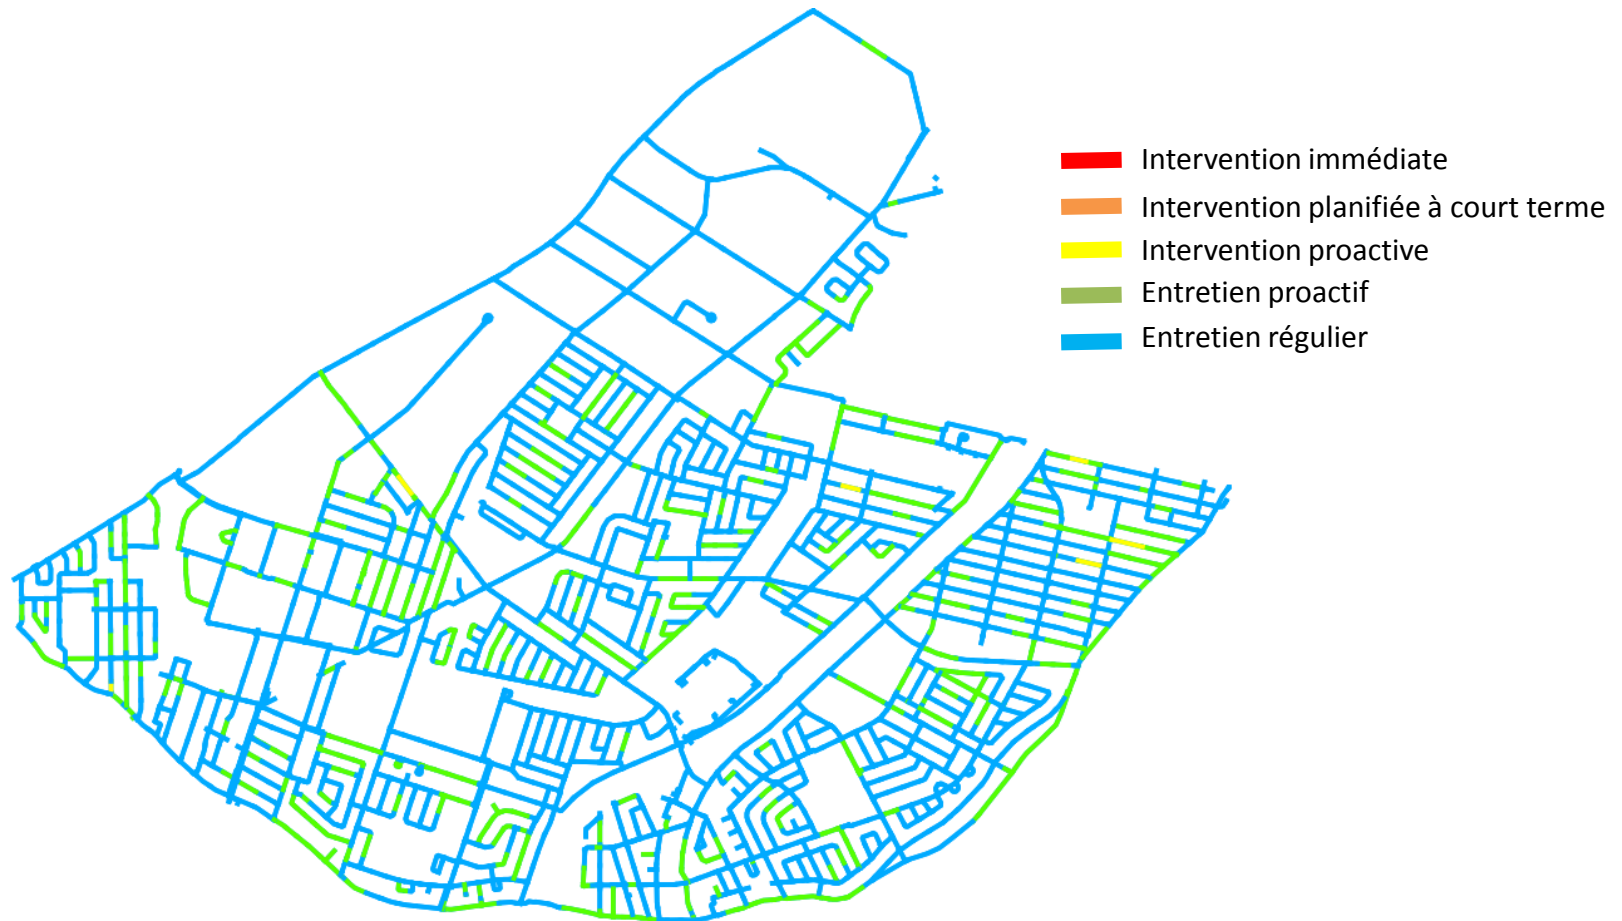 Intervention immédiate
Intervention planifiée à court terme
Intervention proactive
Entretien proactif
Entretien régulier